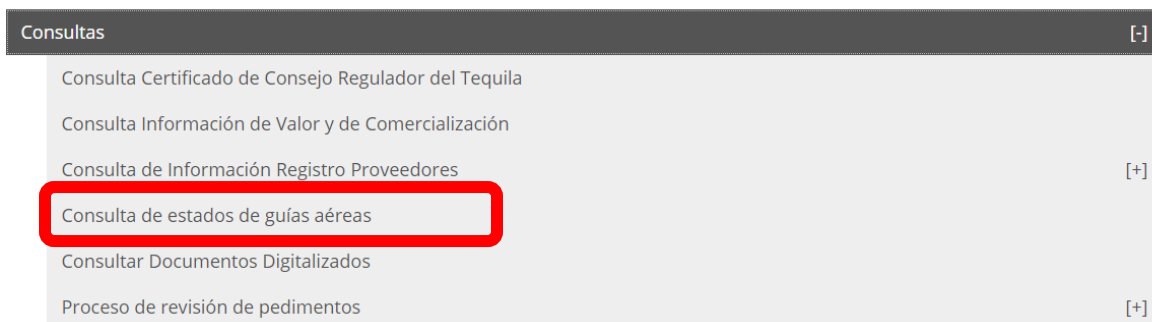 Consultas [-]
Consulta Certificado de Consejo Regulador del Tequila
Consulta Información de Valor y de Comercialización
Consulta de Información Registro Proveedores [+]
Consulta de estados de guías aéreas
Consultar Documentos Digitalizados
Proceso de revisión de pedimentos [+]